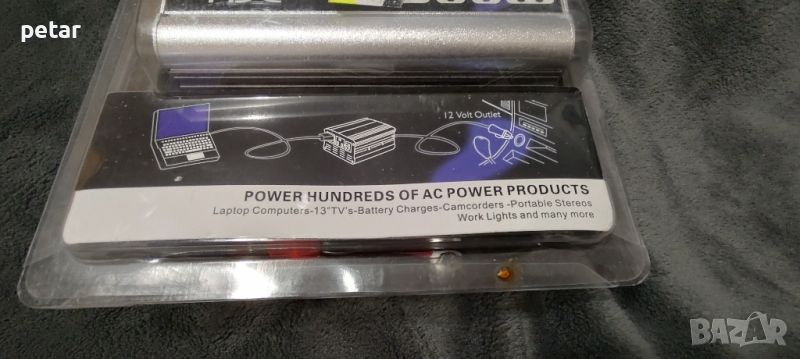 petar
12 Volt Outlet
POWER HUNDREDS OF AC POWER PRODUCTS
Laptop Computers-13"TV's-Battery Charges-Camcorders -Portable Stereos
Work Lights and many more
BAZAR